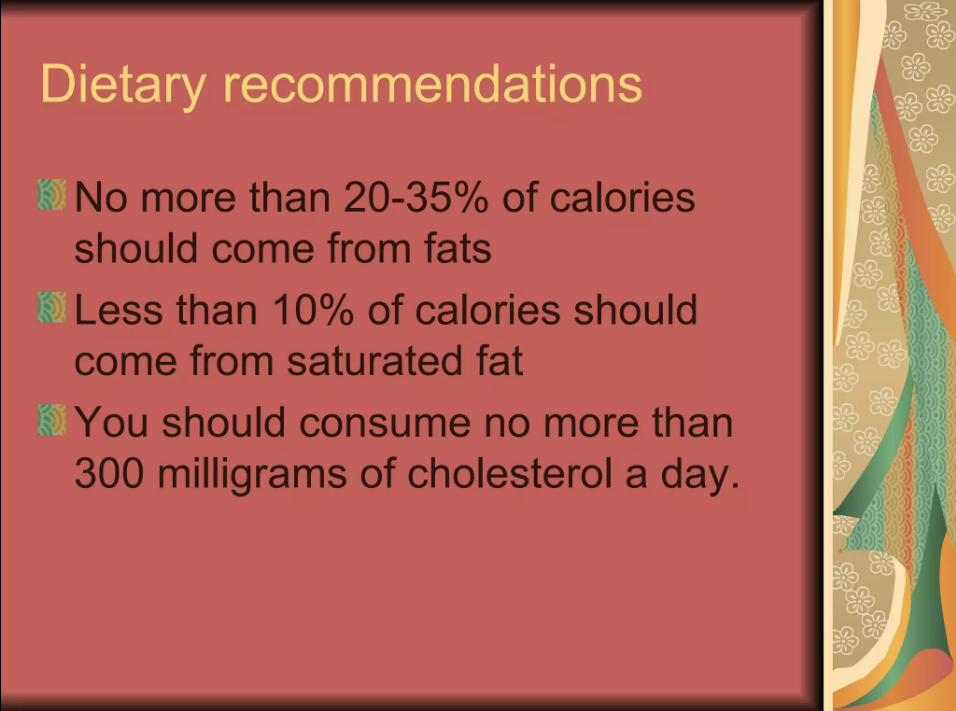 Dietary recommendations
No more than 20-35% of calories
should come from fats
Less than 10% of calories should
come from saturated fat
You should consume no more than
300 milligrams of cholesterol a day.